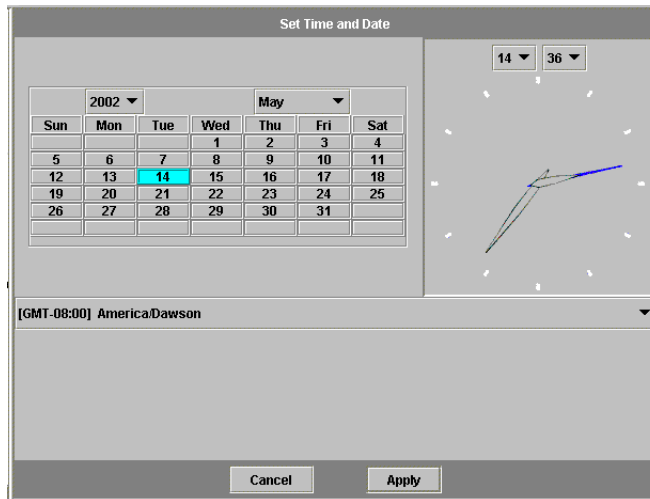 Set Time and Date
14 36
2002 May
Sun Mon Tue Wed Thu Fri Sat
1 2 3 4
5 6 7 8 9 10 11
12 13 14 15 16 17 18
19 20 21 22 23 24 25
26 27 28 29 30 31
[GMT-08:00] America/Dawson
Cancel Apply